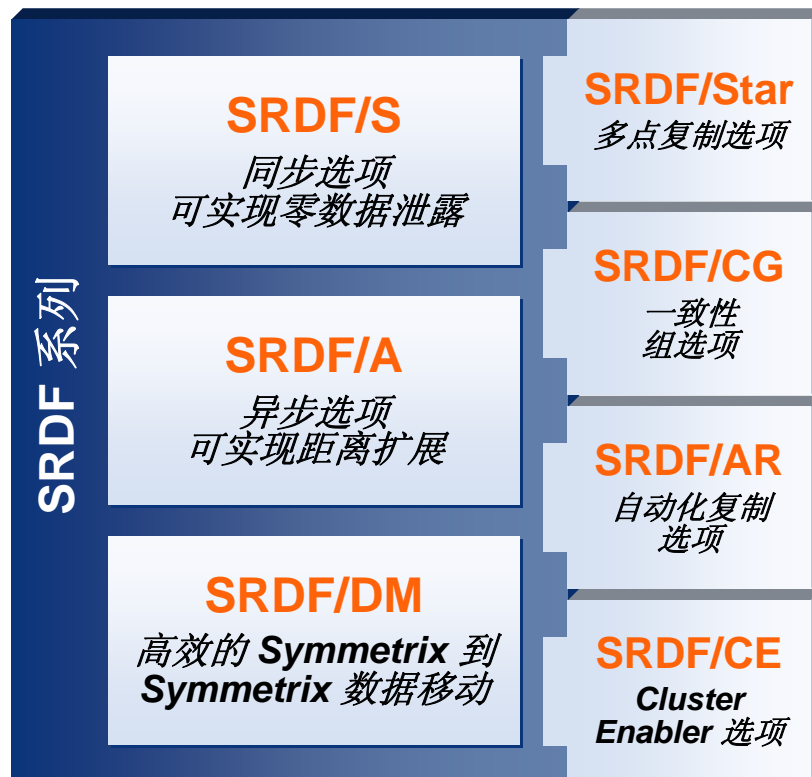 SRDF 系列
SRDF/S
同步选项
可实现零数据泄露
SRDF/A
异步选项
可实现距离扩展
SRDF/DM
高效的 Symmetrix 到
Symmetrix 数据移动
SRDF/Star
多点复制选项
SRDF/CG
一致性
组选项
SRDF/AR
自动化复制
选项
SRDF/CE
Cluster
Enabler 选项